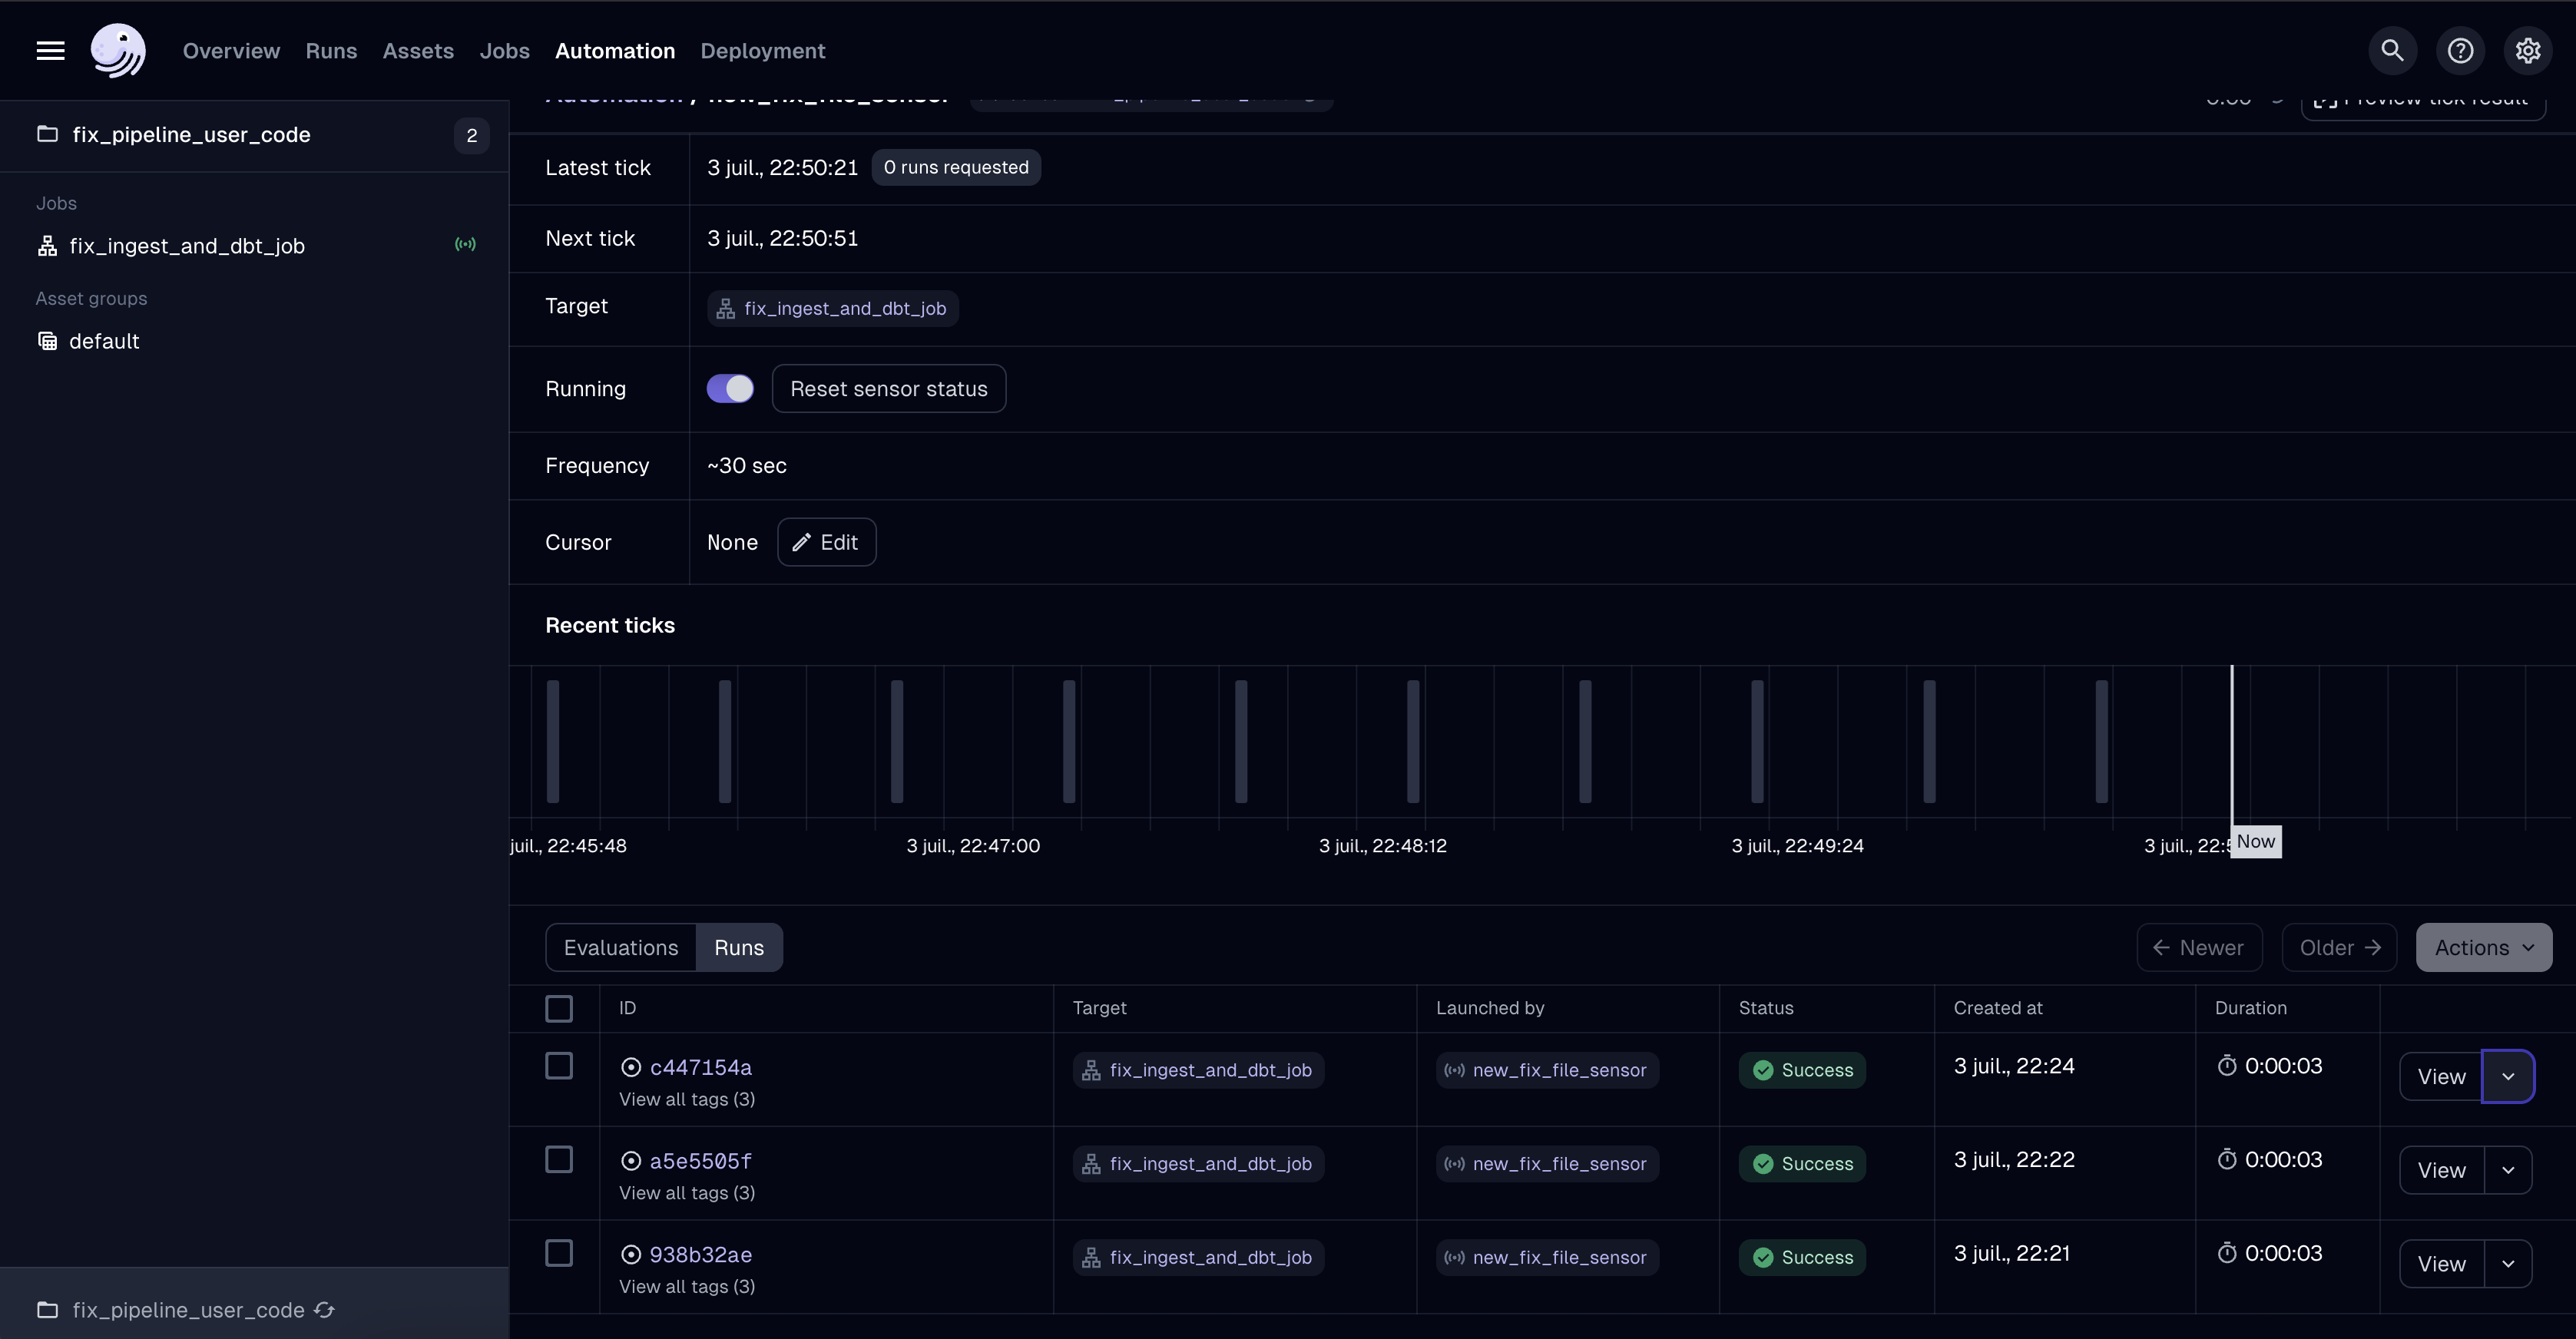 Overview Runs Assets Jobs Automation Deployment
fix_pipeline_user_code 2
Jobs
fix_ingest_and_dbt_job
Asset groups
default
fix_pipeline_user_code
Automation / new_fix_file_sensor
Preview tick result
Latest tick 3 juil., 22:50:21 0 runs requested
Next tick 3 juil., 22:50:51
Target fix_ingest_and_dbt_job
Running Reset sensor status
Frequency ~30 sec
Cursor None Edit
Recent ticks
juil., 22:45:48 3 juil., 22:47:00 3 juil., 22:48:12 3 juil., 22:49:24 3 juil., Now
Evaluations Runs Newer Older Actions
ID Target Launched by Status Created at Duration
c447154a fix_ingest_and_dbt_job new_fix_file_sensor Success 3 juil., 22:24 0:00:03 View
View all tags (3)
a5e5505f fix_ingest_and_dbt_job new_fix_file_sensor Success 3 juil., 22:22 0:00:03 View
View all tags (3)
938b32ae fix_ingest_and_dbt_job new_fix_file_sensor Success 3 juil., 22:21 0:00:03 View
View all tags (3)